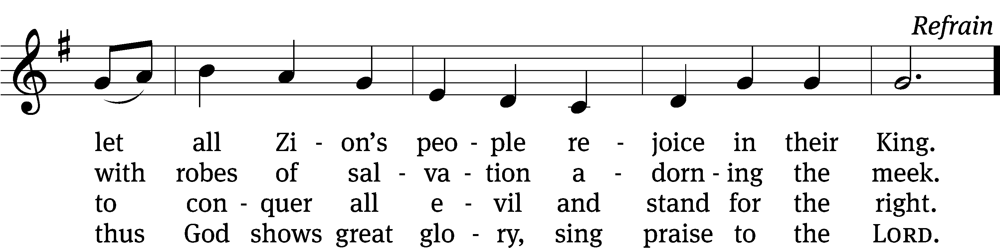 Refrain
let all Zi - on’s peo - ple re - joice in their King.
with robes of sal - va - tion a - dorn - ing the meek.
to con - quer all e - vil and stand for the right.
thus God shows great glo - ry, sing praise to the LORD.